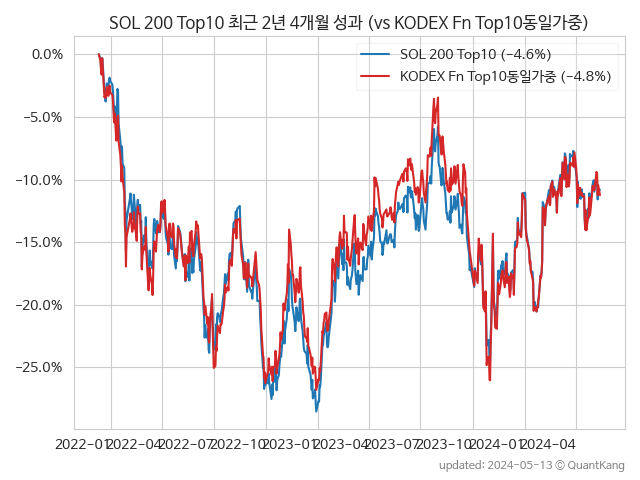 SOL 200 Top10 최근 2년 4개월 성과 (vs KODEX Fn Top10동일가중)
SOL 200 Top10 (−4.6%)
KODEX Fn Top10동일가중 (−4.8%)
0.0%
−5.0%
−10.0%
−15.0%
−20.0%
−25.0%
2022-01 2022-04 2022-07 2022-10 2023-01 2023-04 2023-07 2023-10 2024-01 2024-04
updated: 2024-05-13 ⓒ QuantKang